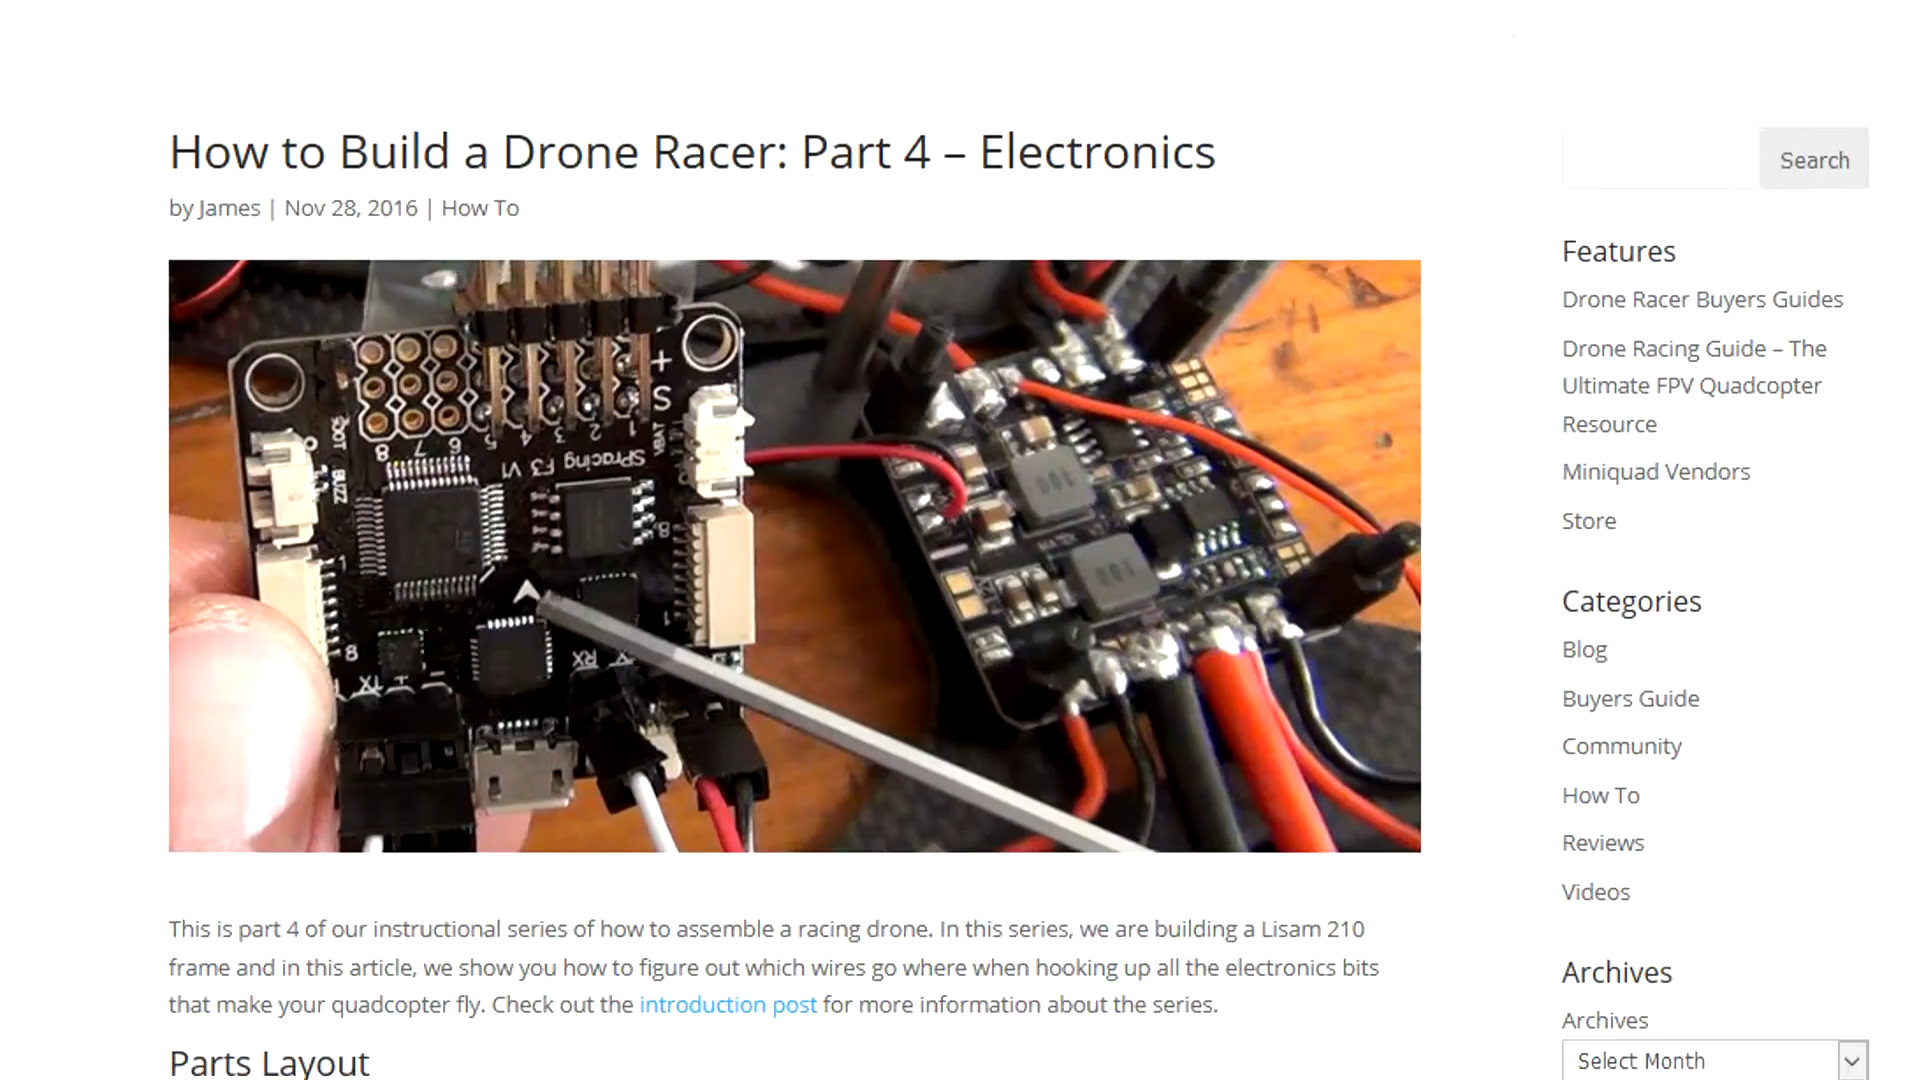 How to Build a Drone Racer: Part 4 – Electronics
by James | Nov 28, 2016 | How To
Search
Features
Drone Racer Buyers Guides
Drone Racing Guide – The
Ultimate FPV Quadcopter
Resource
Miniquad Vendors
Store
Categories
Blog
Buyers Guide
Community
How To
Reviews
Videos
Archives
Archives
Select Month
+
S
VBAT
8 7 6 5 4 3 2 1
SPracing F3 V1
BUZZ
8
TX + -
RX
This is part 4 of our instructional series of how to assemble a racing drone. In this series, we are building a Lisam 210
frame and in this article, we show you how to figure out which wires go where when hooking up all the electronics bits
that make your quadcopter fly. Check out the introduction post for more information about the series.
Parts Layout